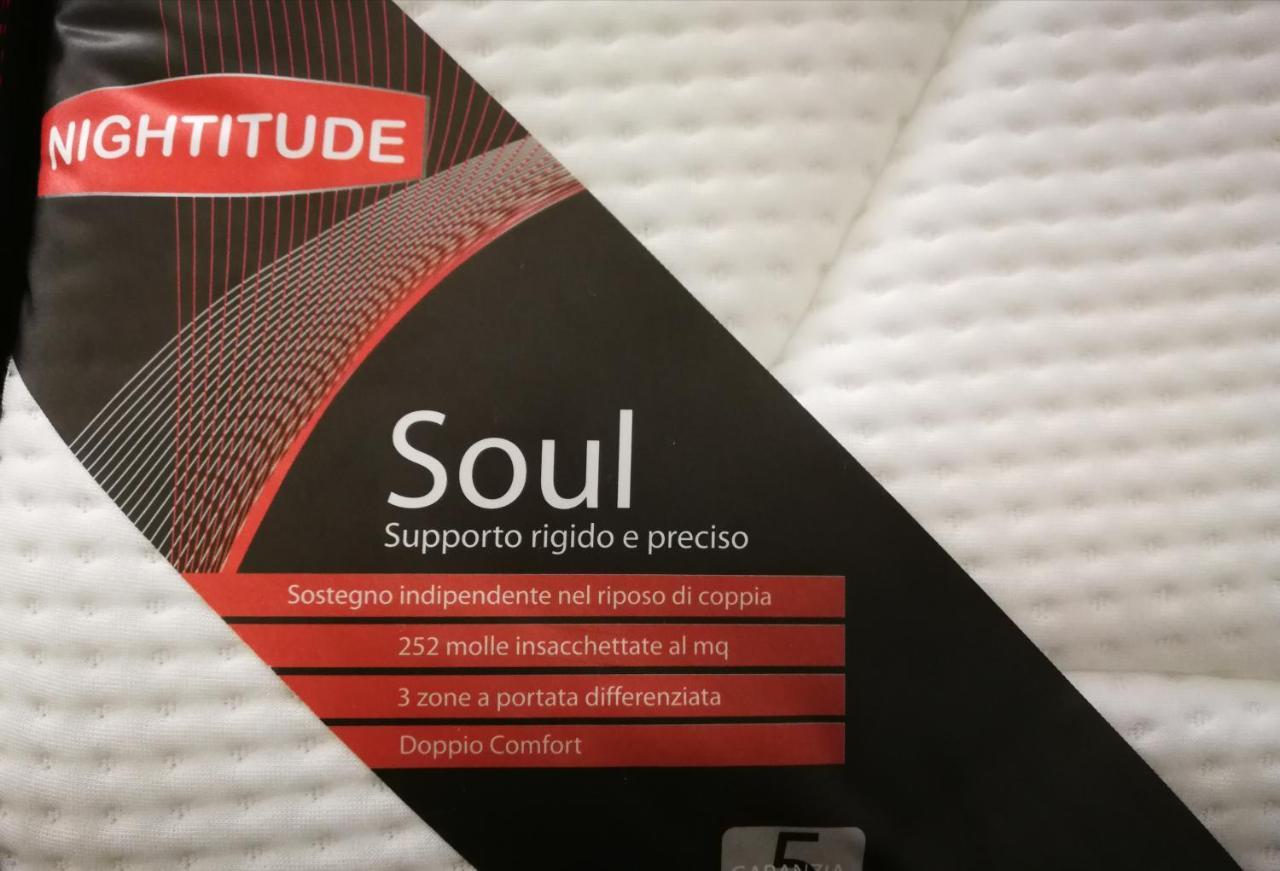 NIGHTITUDE
Soul
Supporto rigido e preciso
Sostegno indipendente nel riposo di coppia
252 molle insacchettate al mq
3 zone a portata differenziata
Doppio Comfort
5
GARANZIA